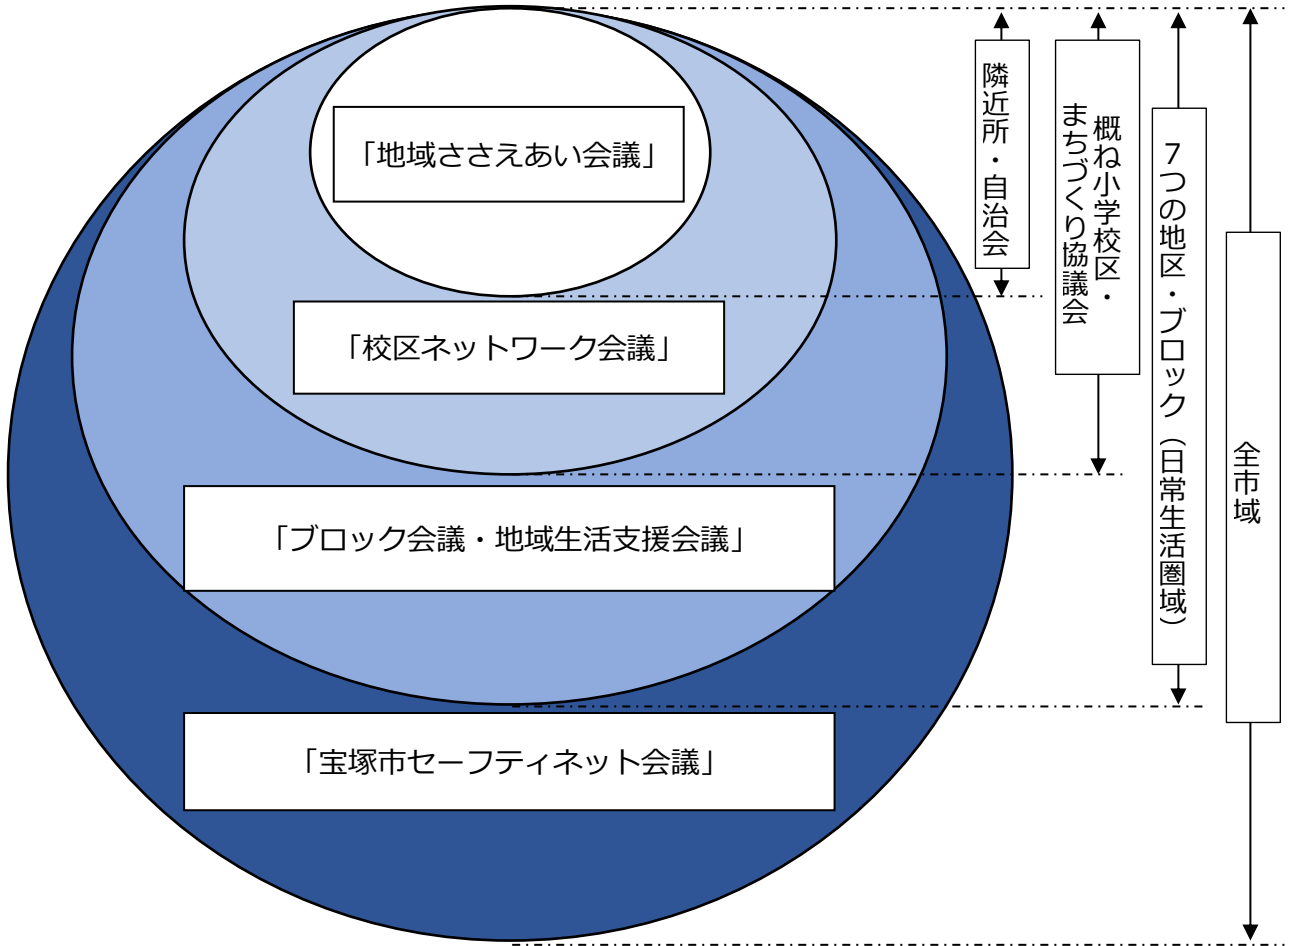 「地域ささえあい会議」
「校区ネットワーク会議」
「ブロック会議・地域生活支援会議」
「宝塚市セーフティネット会議」
隣近所・自治会
概ね小学校区・
まちづくり協議会
７つの地区・ブロック（日常生活圏域）
全市域